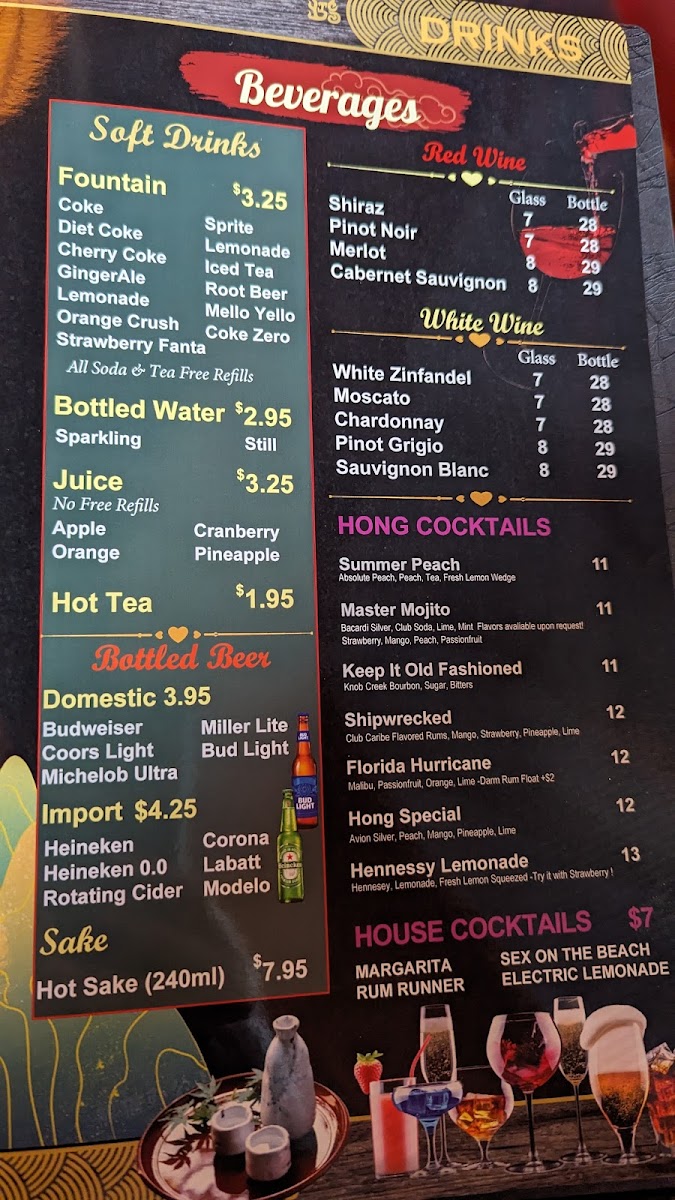 DRINKS
Beverages
Soft Drinks
Fountain $3.25
Coke
Diet Coke
Cherry Coke
GingerAle
Lemonade
Orange Crush
Strawberry Fanta
Sprite
Lemonade
Iced Tea
Root Beer
Mello Yello
Coke Zero
All Soda & Tea Free Refills
Bottled Water $2.95
Sparkling Still
Juice $3.25
No Free Refills
Apple Cranberry
Orange Pineapple
Hot Tea $1.95
Bottled Beer
Domestic 3.95
Budweiser Miller Lite
Coors Light Bud Light
Michelob Ultra
BUD LIGHT
Import $4.25
Heineken Corona
Heineken 0.0 Labatt
Rotating Cider Modelo
Heineken
Sake
Hot Sake (240ml) $7.95
Red Wine
Glass Bottle
Shiraz 7 28
Pinot Noir 7 28
Merlot 8 29
Cabernet Sauvignon 8 29
White Wine
Glass Bottle
White Zinfandel 7 28
Moscato 7 28
Chardonnay 7 28
Pinot Grigio 8 29
Sauvignon Blanc 8 29
HONG COCKTAILS
Summer Peach 11
Absolute Peach, Peach, Tea, Fresh Lemon Wedge
Master Mojito 11
Bacardi Silver, Club Soda, Lime, Mint Flavors avaliable upon request!
Strawberry, Mango, Peach, Passionfruit
Keep It Old Fashioned 11
Knob Creek Bourbon, Sugar, Bitters
Shipwrecked 12
Club Caribe Flavored Rums, Mango, Strawberry, Pineapple, Lime
Florida Hurricane 12
Malibu, Passionfruit, Orange, Lime -Darm Rum Float +$2
Hong Special 12
Avion Silver, Peach, Mango, Pineapple, Lime
Hennessy Lemonade 13
Hennesey, Lemonade, Fresh Lemon Squeezed -Try it with Strawberry !
HOUSE COCKTAILS $7
MARGARITA SEX ON THE BEACH
RUM RUNNER ELECTRIC LEMONADE